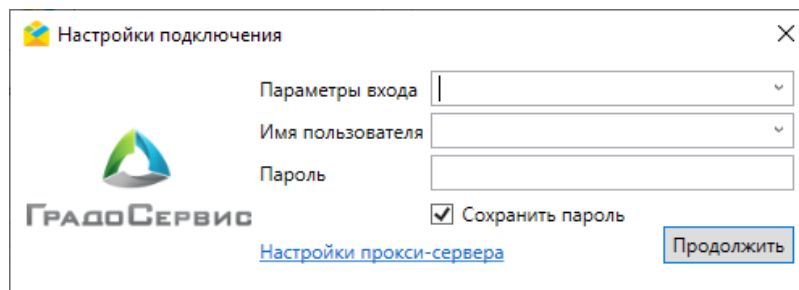 Настройки подключения
Параметры входа
Имя пользователя
Пароль
ГрадоСервис
Сохранить пароль
Настройки прокси-сервера
Продолжить